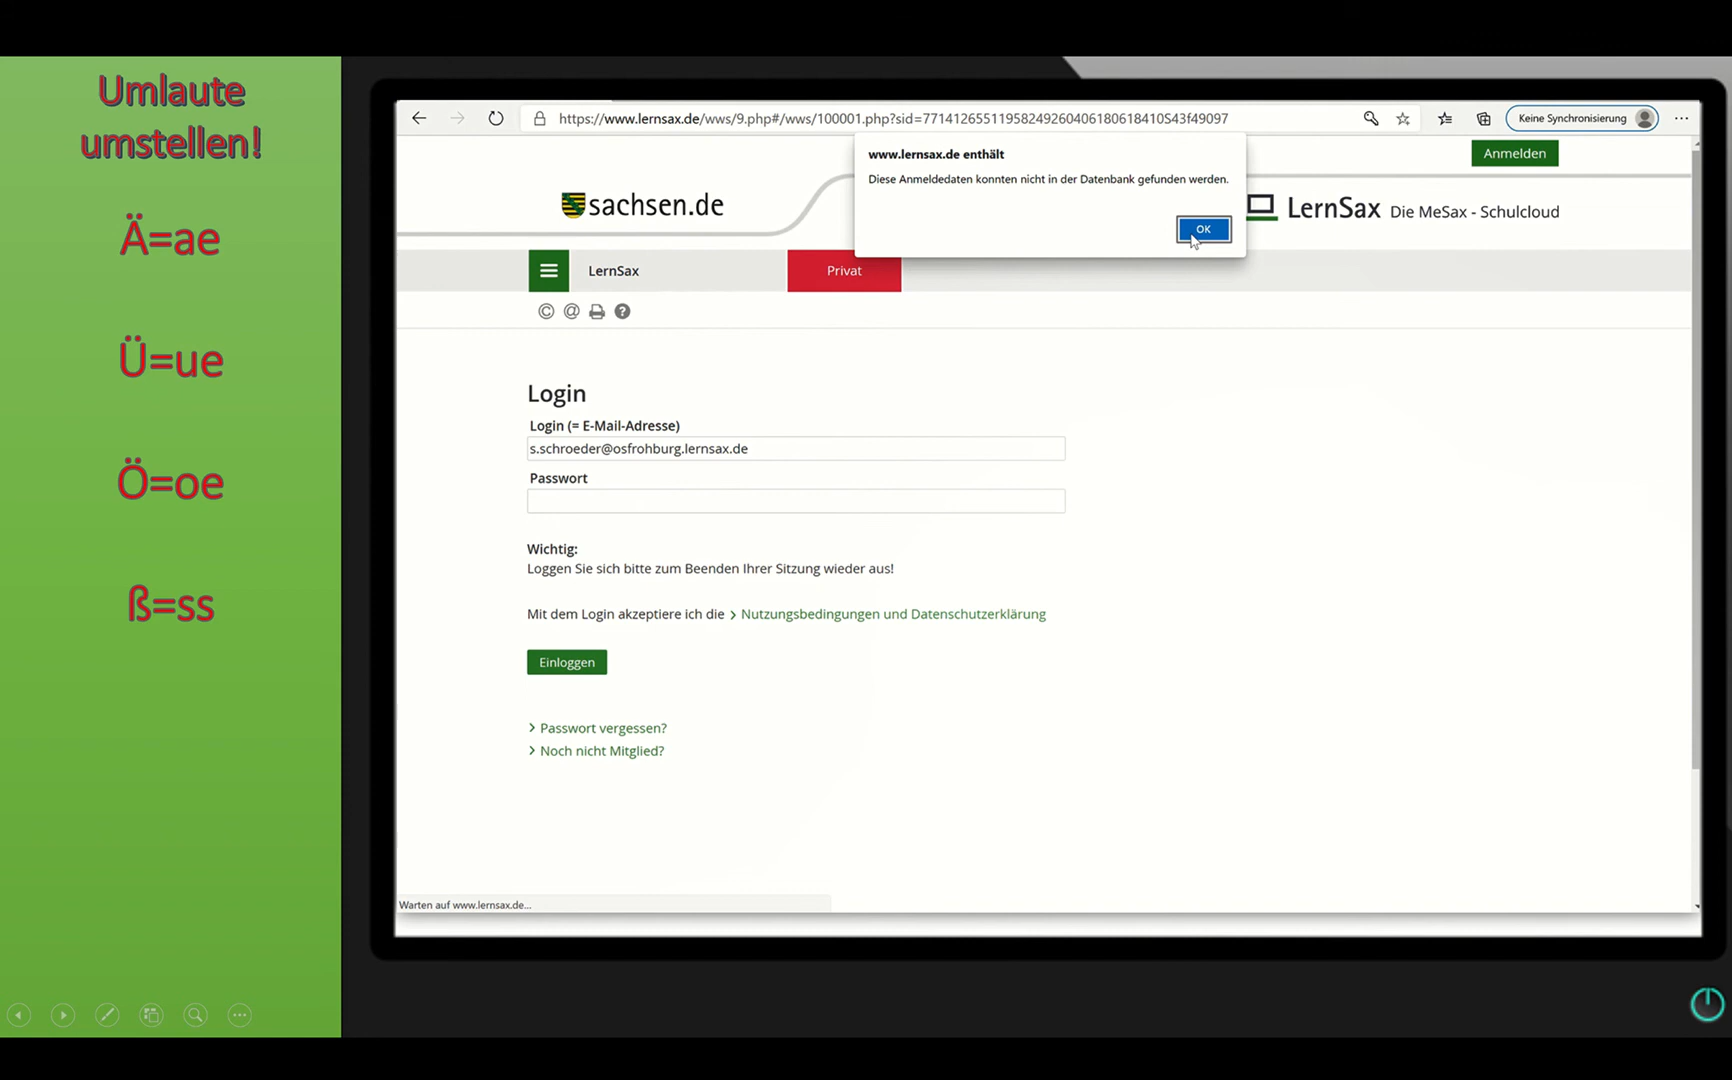 Umlaute
umstellen!
Ä=ae
Ü=ue
Ö=oe
ß=ss
https://www.lernsax.de/wws/9.php#/wws/100001.php?sid=77141265511958249260406180618410S43f49097
Keine Synchronisierung
www.lernsax.de enthält
Diese Anmeldedaten konnten nicht in der Datenbank gefunden werden.
OK
Anmelden
sachsen.de
LernSax Die MeSax - Schulcloud
LernSax
Privat
Login
Login (= E-Mail-Adresse)
s.schroeder@osfrohburg.lernsax.de
Passwort
Wichtig:
Loggen Sie sich bitte zum Beenden Ihrer Sitzung wieder aus!
Mit dem Login akzeptiere ich die > Nutzungsbedingungen und Datenschutzerklärung
Einloggen
> Passwort vergessen?
> Noch nicht Mitglied?
Warten auf www.lernsax.de...